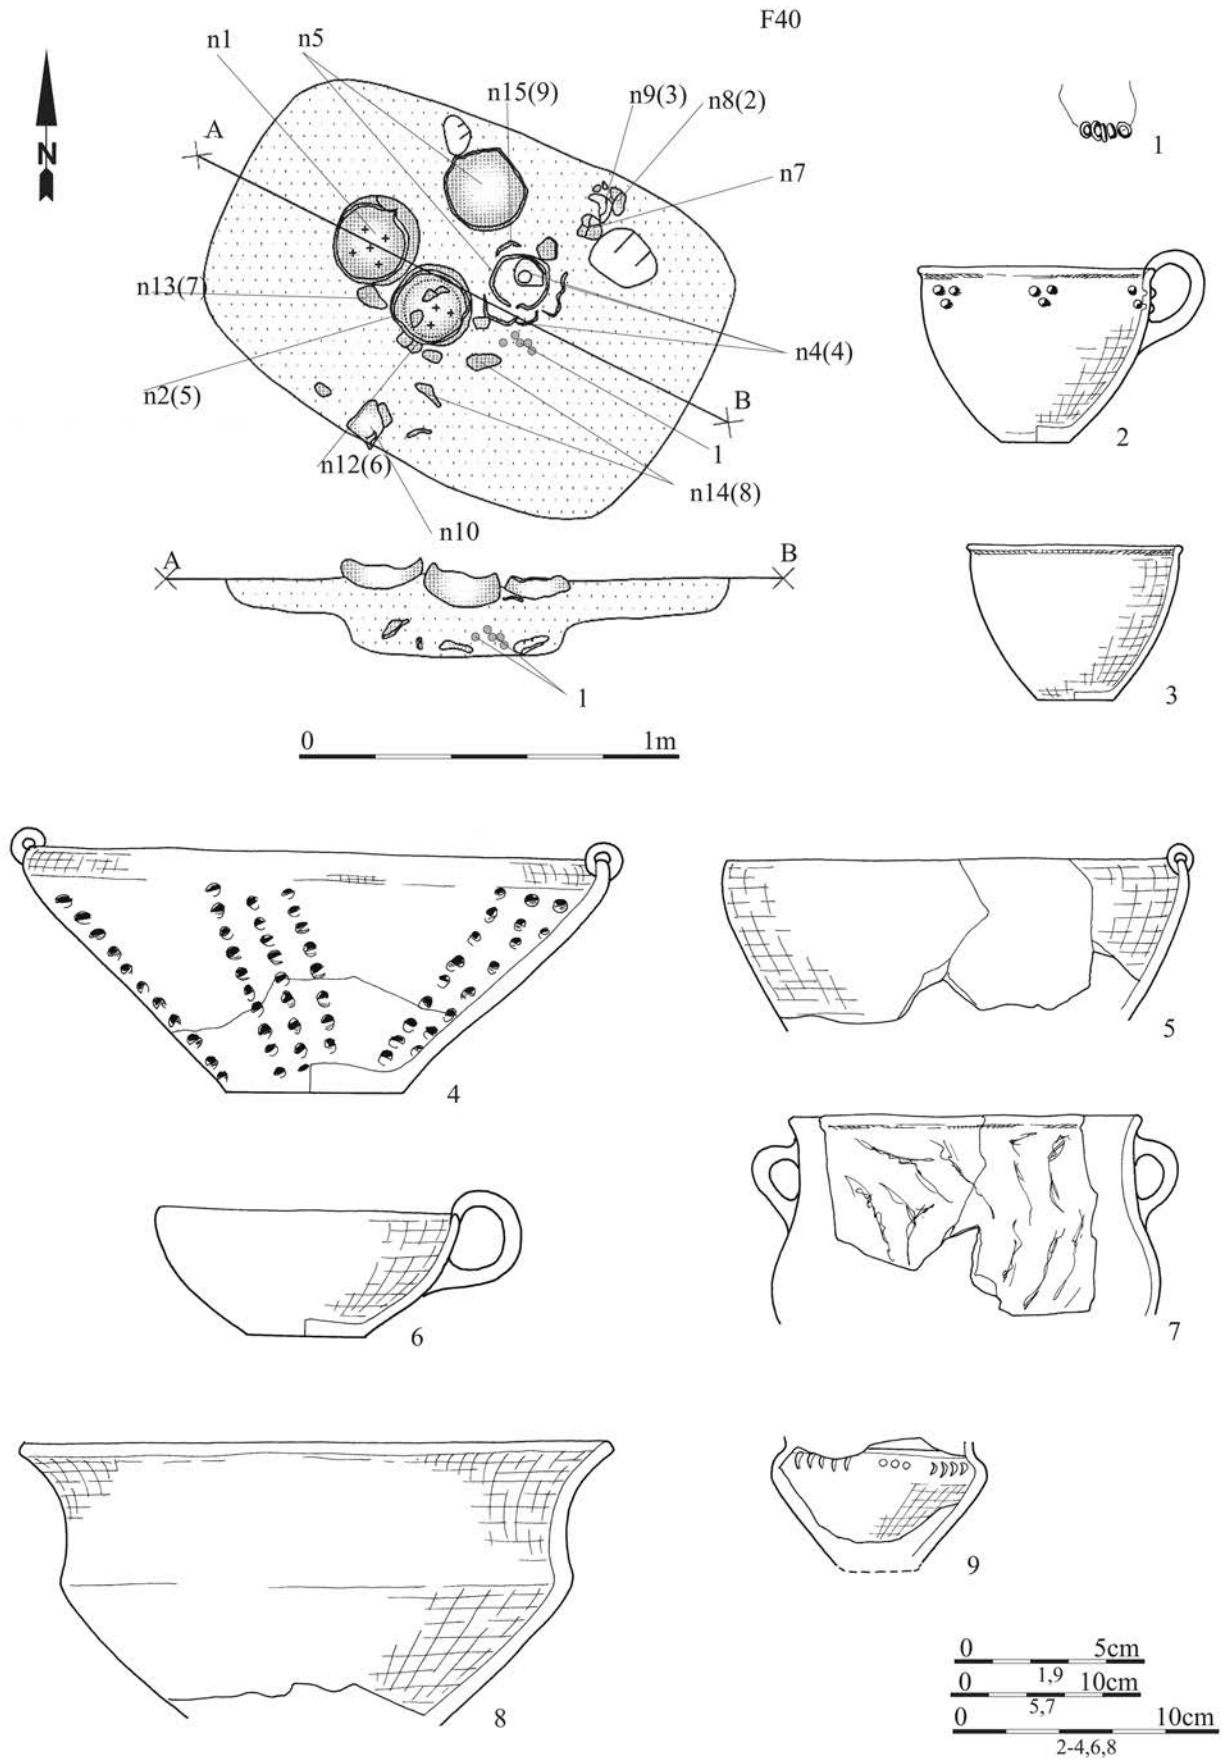 F40
n1
n5
n15(9)
n9(3)
n8(2)
n7
N
A
n13(7)
n2(5)
n4(4)
B
1
n12(6)
n14(8)
n10
A
B
1
0 1m
1
2
3
4
5
6
7
8
9
0 5cm
1,9
0 10cm
5,7
0 10cm
2-4,6,8